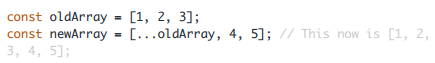 const oldArray = [1, 2, 3];
const newArray = [...oldArray, 4, 5]; // This now is [1, 2,
3, 4, 5];